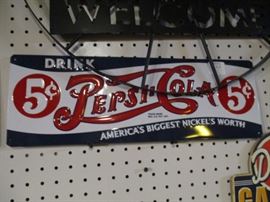 WELCOME
DRINK
5¢ PEPSI-COLA 5¢
AMERICA'S BIGGEST NICKEL'S WORTH